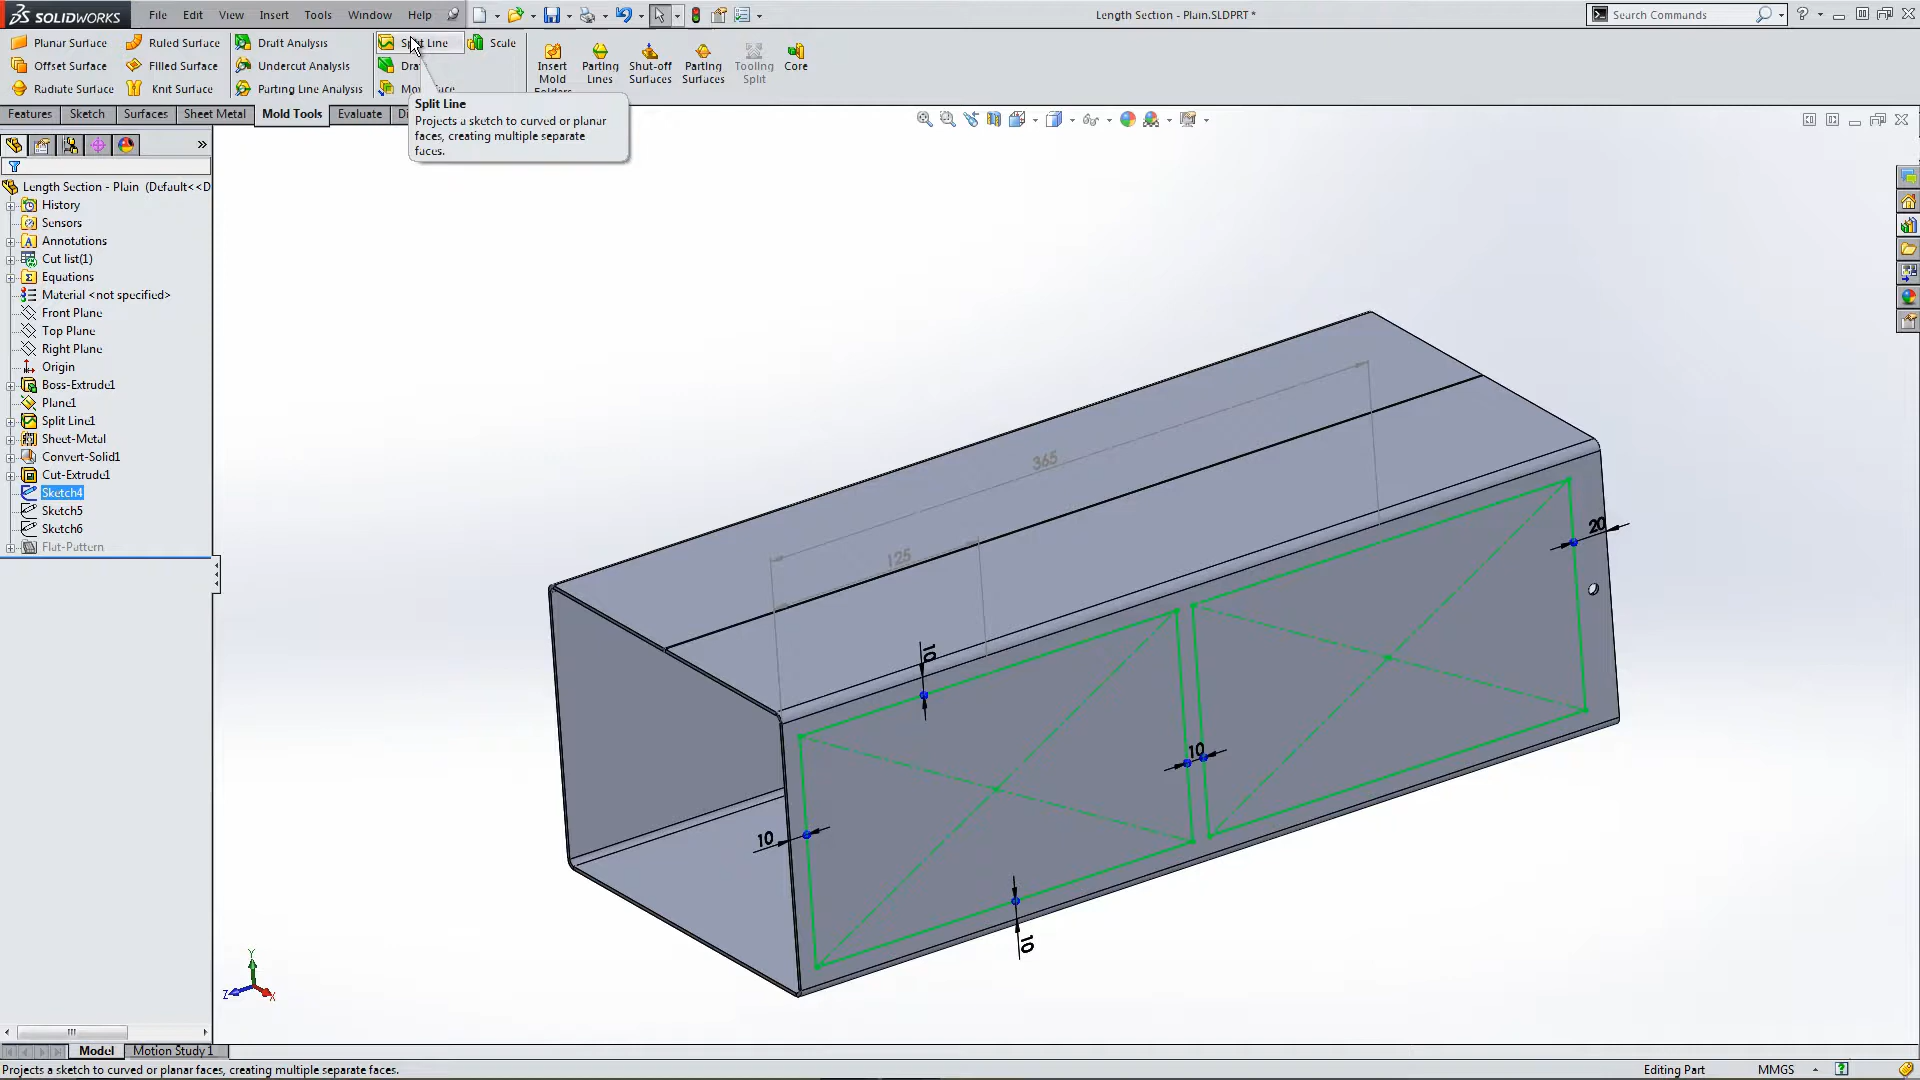 SOLIDWORKS File Edit View Insert Tools Window Help Length Section - Plain.SLDPRT * Search Commands
Planar Surface Ruled Surface Draft Analysis Split Line Scale
Offset Surface Filled Surface Undercut Analysis
Radiate Surface Knit Surface Parting Line Analysis
Insert Mold Parting Lines Shut-off Surfaces Parting Surfaces Tooling Split Core
Features Sketch Surfaces Sheet Metal Mold Tools Evaluate
Split Line
Projects a sketch to curved or planar
faces, creating multiple separate
faces.
Length Section - Plain (Default<<D
History
Sensors
Annotations
Cut list(1)
Equations
Material <not specified>
Front Plane
Top Plane
Right Plane
Origin
Boss-Extrude1
Plane1
Split Line1
Sheet-Metal
Convert-Solid1
Cut-Extrude1
Sketch4
Sketch5
Sketch6
Flat-Pattern
365
125
20
10
10
10
10
Y
Z
X
Model Motion Study 1
Projects a sketch to curved or planar faces, creating multiple separate faces. Editing Part MMGS